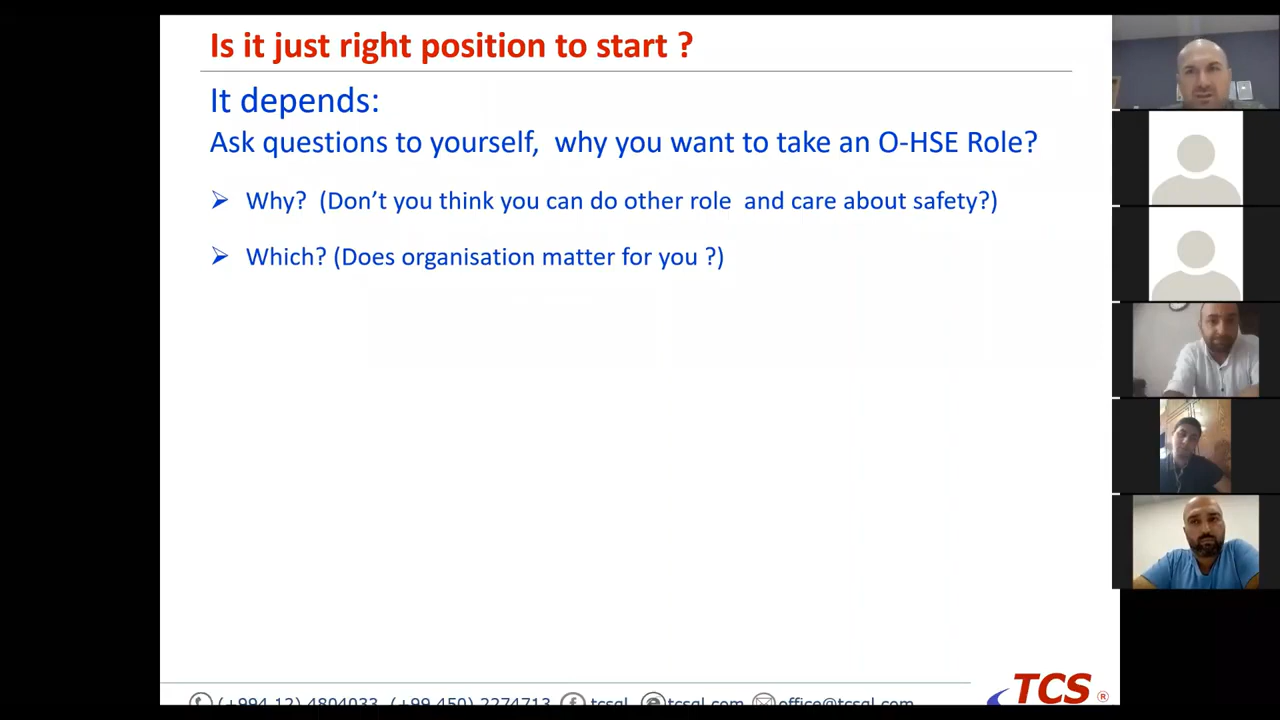 Is it just right position to start ?
It depends:
Ask questions to yourself, why you want to take an O-HSE Role?
Why? (Don’t you think you can do other role and care about safety?)
Which? (Does organisation matter for you ?)
(+994 12) 4804033 (+99 450) 2274713 tcsgl tcsgl.com office@tcsgl.com
TCS ®